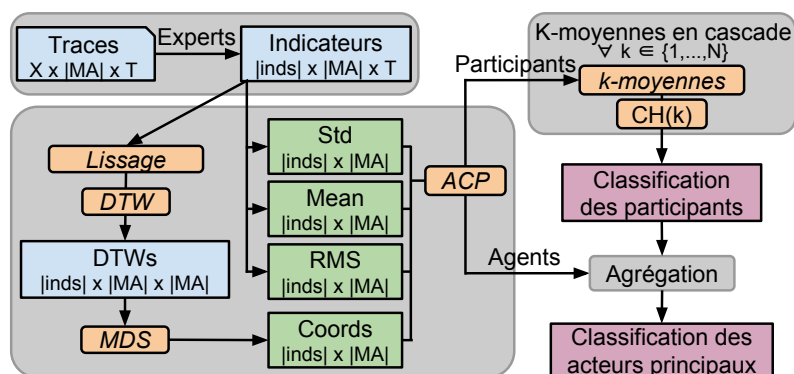 Traces
X x |MA| x T
Experts
Indicateurs
|inds| x |MA| x T
Lissage
DTW
DTWs
|inds| x |MA| x |MA|
MDS
Std
|inds| x |MA|
Mean
|inds| x |MA|
RMS
|inds| x |MA|
Coords
|inds| x |MA|
ACP
Participants
Agents
K-moyennes en cascade
∀ k ∈ {1,...,N}
k-moyennes
CH(k)
Classification
des participants
Agrégation
Classification des
acteurs principaux